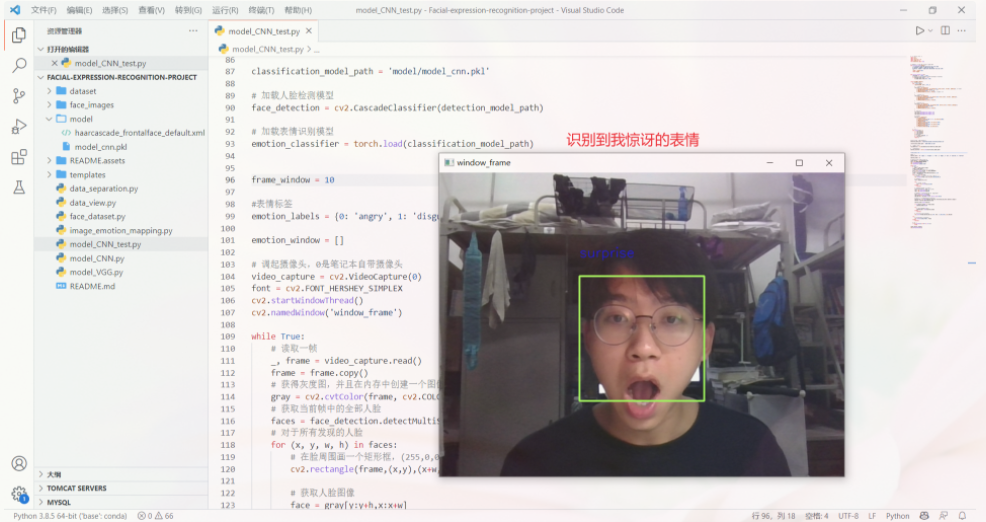 文件(F) 编辑(E) 选择(S) 查看(V) 转到(G) 运行(R) 终端(T) 帮助(H) model_CNN_test.py - Facial-expression-recognition-project - Visual Studio Code
资源管理器
打开的编辑器
model_CNN_test.py
FACIAL-EXPRESSION-RECOGNITION-PROJECT
dataset
face_images
model
haarcascade_frontalface_default.xml
model_cnn.pkl
README.assets
templates
data_separation.py
data_view.py
face_dataset.py
image_emotion_mapping.py
model_CNN_test.py
model_CNN.py
model_VGG.py
README.md
大纲
TOMCAT SERVERS
MYSQL
model_CNN_test.py
model_CNN_test.py > ...
86
87 classification_model_path = 'model/model_cnn.pkl'
88
89 # 加载人脸检测模型
90 face_detection = cv2.CascadeClassifier(detection_model_path)
91
92 # 加载表情识别模型
93 emotion_classifier = torch.load(classification_model_path)
94
95
96 frame_window = 10
97
98 #表情标签
99 emotion_labels = {0: 'angry', 1: 'disgu
100
101 emotion_window = []
102
103 # 调起摄像头，0是笔记本自带摄像头
104 video_capture = cv2.VideoCapture(0)
105 font = cv2.FONT_HERSHEY_SIMPLEX
106 cv2.startWindowThread()
107 cv2.namedWindow('window_frame')
108
109 while True:
110 # 读取一帧
111 _, frame = video_capture.read()
112 frame = frame.copy()
113 # 获得灰度图，并且在内存中创建一个图像
114 gray = cv2.cvtColor(frame, cv2.COLO
115 # 获取当前帧中的全部人脸
116 faces = face_detection.detectMultiS
117 # 对于所有发现的人脸
118 for (x, y, w, h) in faces:
119 # 在脸周围画一个矩形框，(255,0,0
120 cv2.rectangle(frame,(x,y),(x+w,
121
122 # 获取人脸图像
123 face = gray[y:y+h,x:x+w]
识别到我惊讶的表情
window_frame
surprise
Python 3.8.5 64-bit ('base': conda) 0 66 行 96，列 18 空格: 4 UTF-8 LF Python
1